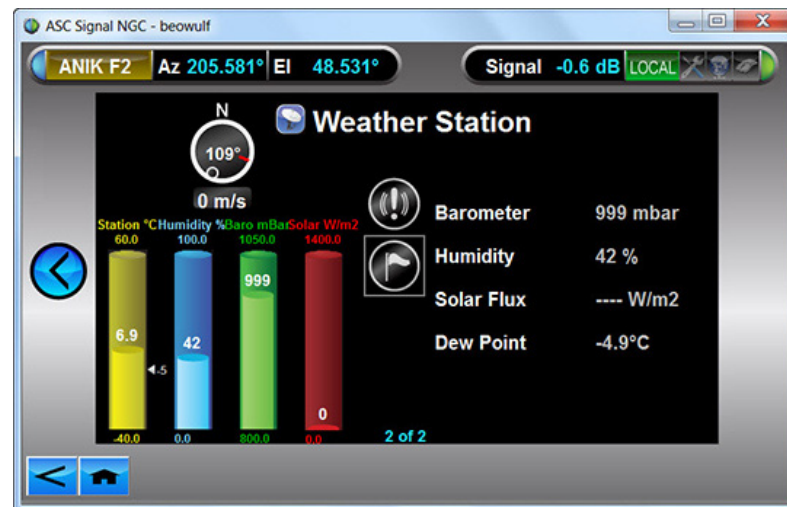 ASC Signal NGC - beowulf
ANIK F2 Az 205.581° El 48.531° Signal -0.6 dB LOCAL
N
Weather Station
109°
0 m/s
Station °C Humidity % Baro mBar Solar W/m2
60.0 100.0 1050.0 1400.0
Barometer 999 mbar
Humidity 42 %
Solar Flux ---- W/m2
Dew Point -4.9°C
999
6.9
42
-5
0
-40.0 0.0 800.0 0.0
2 of 2